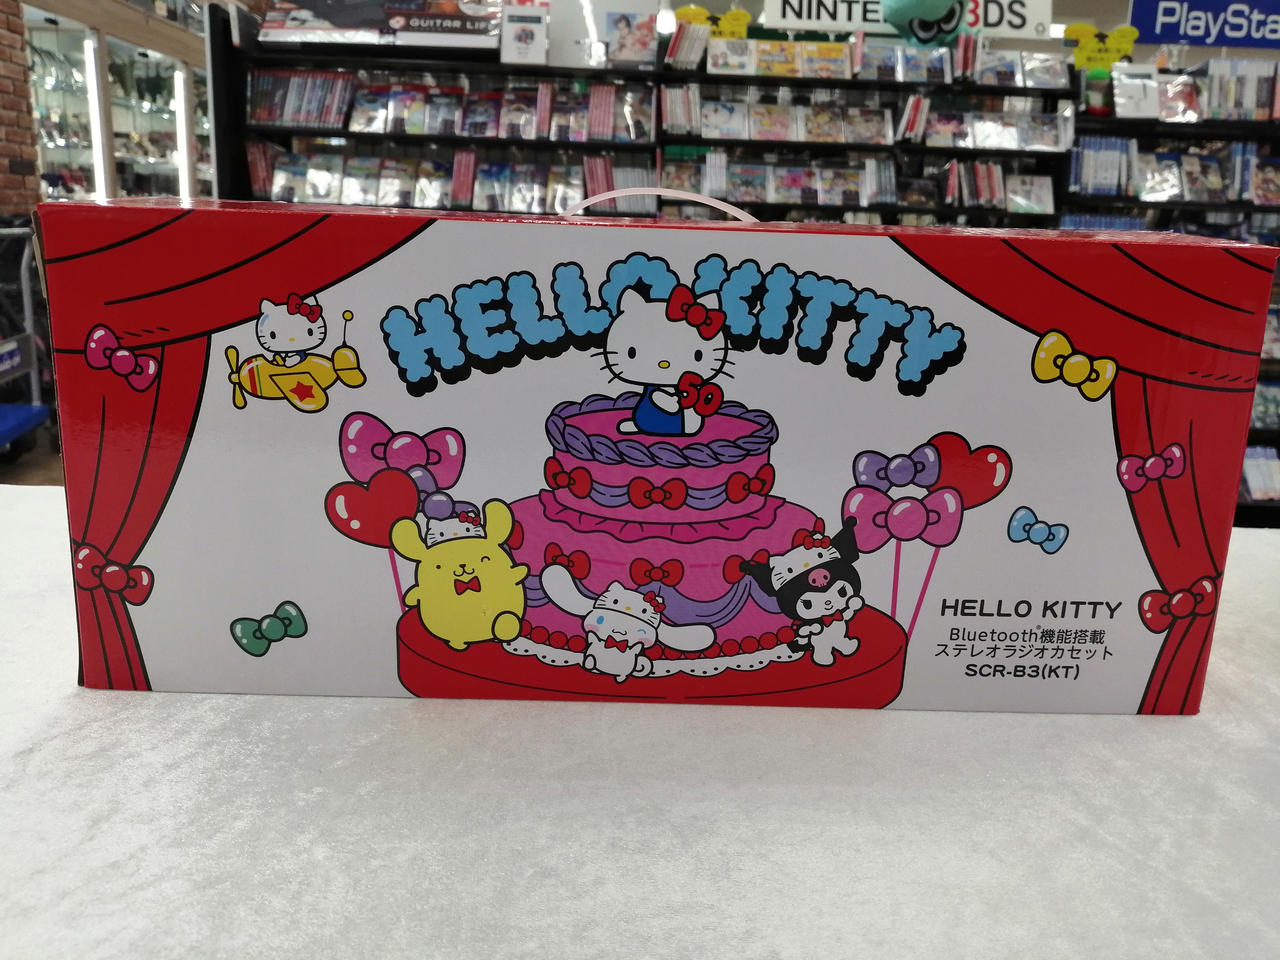 GUITAR LIF
NINTE 3DS
PlaySta
HELLO KITTY
50
HELLO KITTY
Bluetooth®機能搭載
ステレオラジオカセット
SCR-B3(KT)